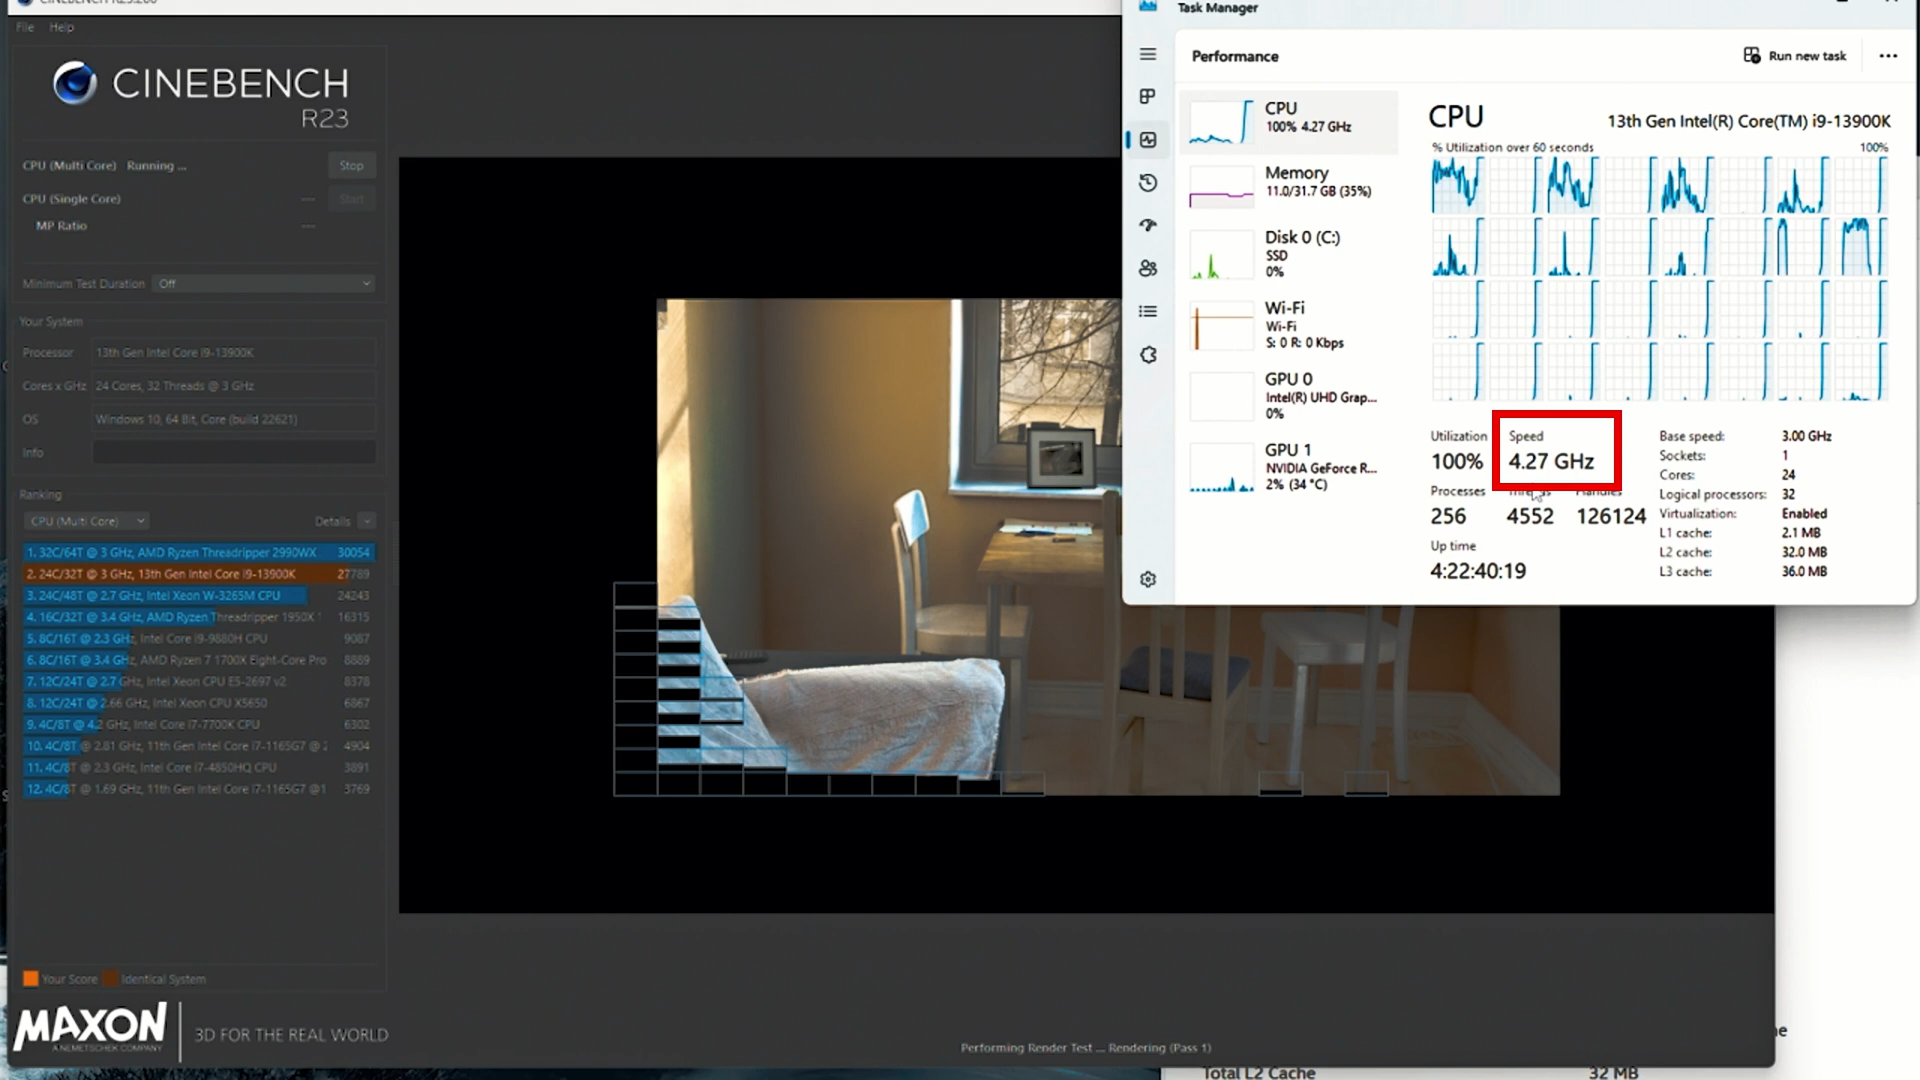 CINEBENCH R23.200
File Help
CINEBENCH
R23
CPU (Multi Core) Running ... Stop
CPU (Single Core) --- Start
MP Ratio ---
Minimum Test Duration Off
Your System
Processor 13th Gen Intel Core i9-13900K
Cores x GHz 24 Cores, 32 Threads @ 3 GHz
OS Windows 10, 64 Bit, Core (build 22621)
Info
Ranking
CPU (Multi Core) Details
1. 32C/64T @ 3 GHz, AMD Ryzen Threadripper 2990WX 30054
2. 24C/32T @ 3 GHz, 13th Gen Intel Core i9-13900K 27789
3. 24C/48T @ 2.7 GHz, Intel Xeon W-3265M CPU 24243
4. 16C/32T @ 3.4 GHz, AMD Ryzen Threadripper 1950X 16315
5. 8C/16T @ 2.3 GHz, Intel Core i9-9880H CPU 9087
6. 8C/16T @ 3.4 GHz, AMD Ryzen 7 1700X Eight-Core Pro 8889
7. 12C/24T @ 2.7 GHz, Intel Xeon CPU E5-2697 v2 8378
8. 12C/24T @ 2.66 GHz, Intel Xeon CPU X5650 6867
9. 4C/8T @ 4.2 GHz, Intel Core i7-7700K CPU 6302
10. 4C/8T @ 2.81 GHz, 11th Gen Intel Core i7-1165G7 @ 2 4904
11. 4C/8T @ 2.3 GHz, Intel Core i7-4850HQ CPU 3891
12. 4C/8T @ 1.69 GHz, 11th Gen Intel Core i7-1165G7 @1 3769
Your Score Identical System
MAXON
A NEMETSCHEK COMPANY
3D FOR THE REAL WORLD
Performing Render Test ... Rendering (Pass 1)
Task Manager
Performance Run new task
CPU
100% 4.27 GHz
Memory
11.0/31.7 GB (35%)
Disk 0 (C:)
SSD
0%
Wi-Fi
Wi-Fi
S: 0 R: 0 Kbps
GPU 0
Intel(R) UHD Grap...
0%
GPU 1
NVIDIA GeForce R...
2% (34 °C)
CPU 13th Gen Intel(R) Core(TM) i9-13900K
% Utilization over 60 seconds 100%
Utilization Speed
100% 4.27 GHz
Processes Threads Handles
256 4552 126124
Up time
4:22:40:19
Base speed: 3.00 GHz
Sockets: 1
Cores: 24
Logical processors: 32
Virtualization: Enabled
L1 cache: 2.1 MB
L2 cache: 32.0 MB
L3 cache: 36.0 MB
Total L2 Cache 32 MB